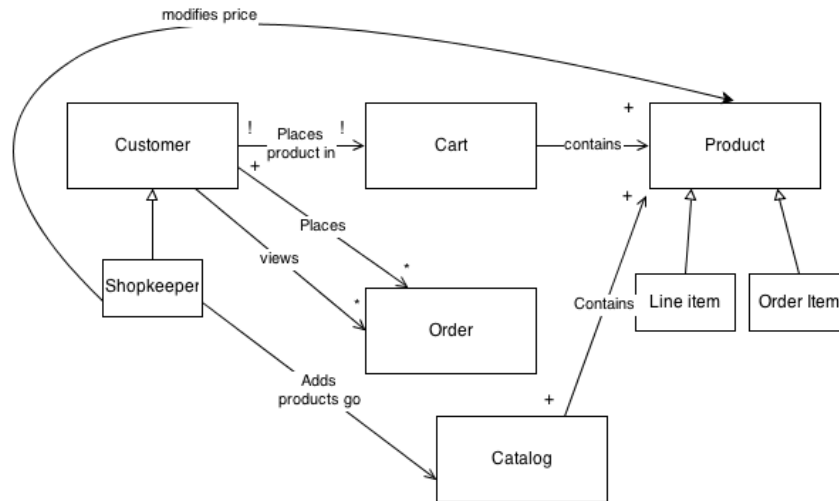 modifies price
Customer
!
Places
product in
!
Cart
contains
+
Product
+
Places
views
*
*
+
Shopkeeper
Order
Contains
Line item
Order Item
Adds
products go
+
Catalog